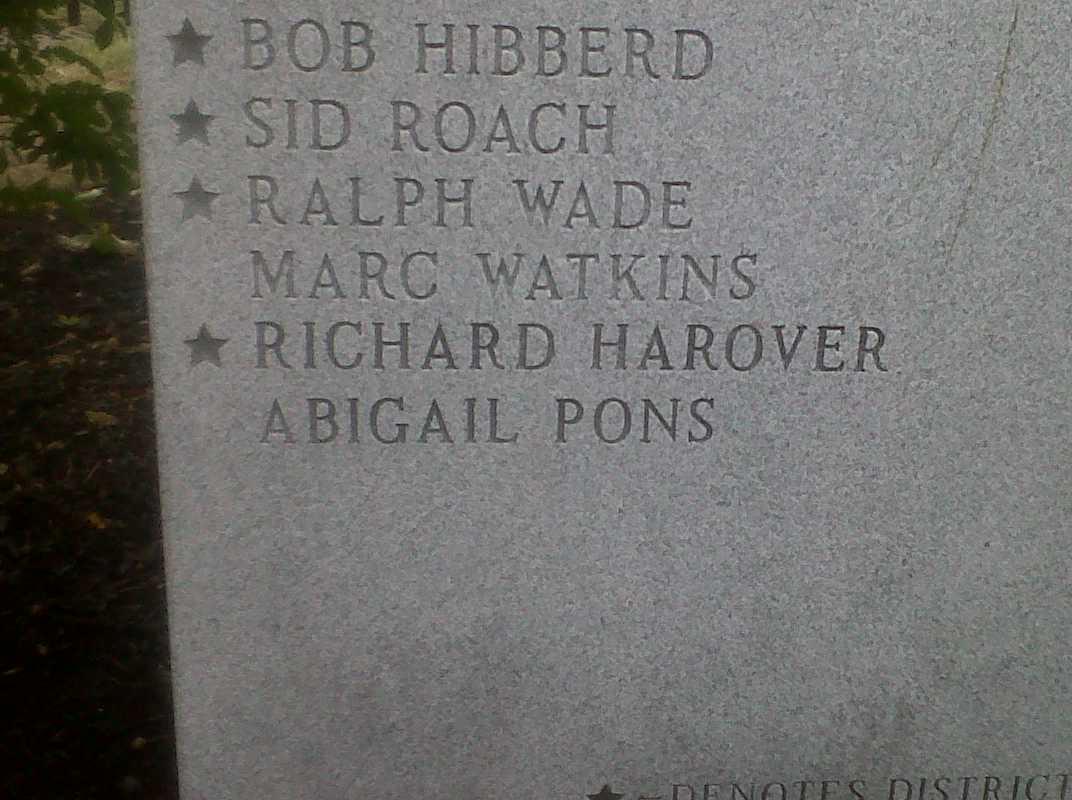 ★ BOB HIBBERD
★ SID ROACH
★ RALPH WADE
MARC WATKINS
★ RICHARD HAROVER
ABIGAIL PONS
★ –DENOTES DISTRICT